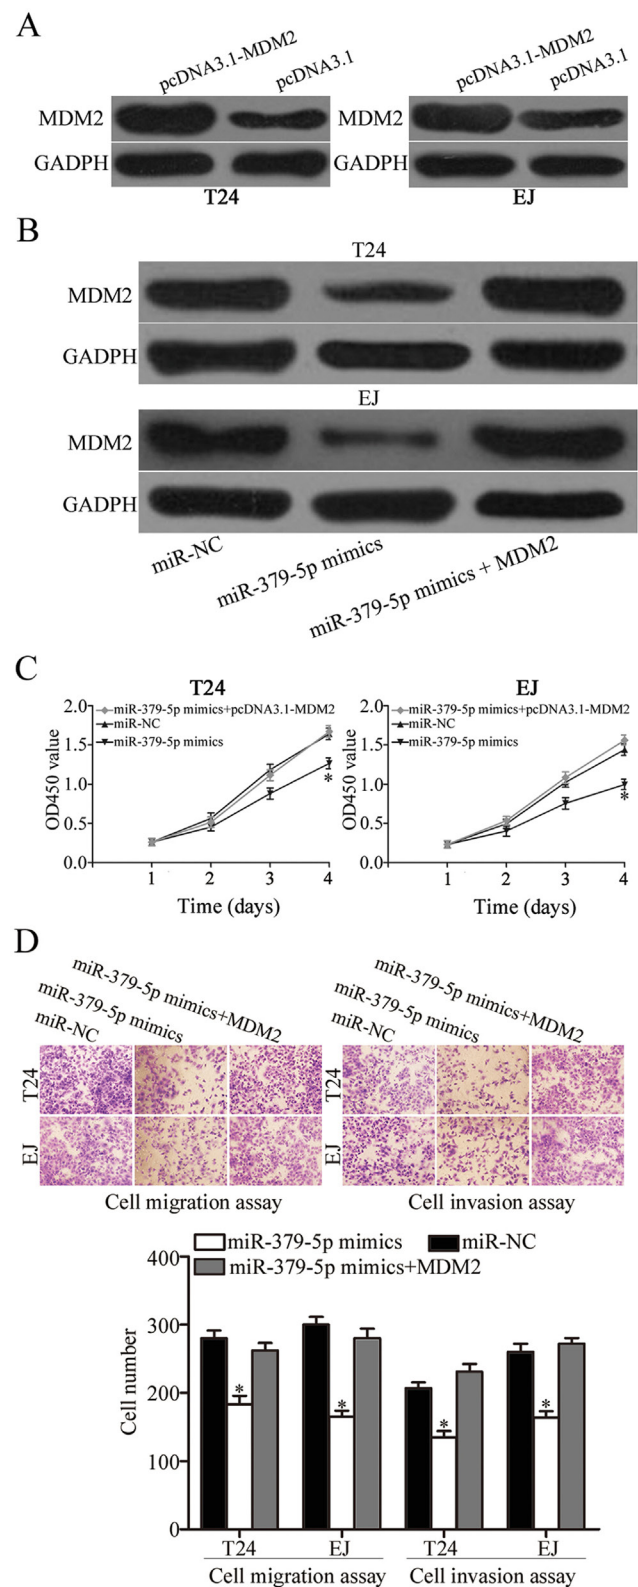 A
pcDNA3.1-MDM2
pcDNA3.1
pcDNA3.1-MDM2
pcDNA3.1
MDM2
MDM2
GADPH
GADPH
T24
EJ
B
T24
MDM2
GADPH
EJ
MDM2
GADPH
miR-NC
miR-379-5p mimics
miR-379-5p mimics + MDM2
C
T24
2.0
1.5
1.0
0.5
0.0
OD450 value
miR-379-5p mimics+pcDNA3.1-MDM2
miR-NC
miR-379-5p mimics
*
1 2 3 4
Time (days)
EJ
2.0
1.5
1.0
0.5
0.0
OD450 value
miR-379-5p mimics+pcDNA3.1-MDM2
miR-NC
miR-379-5p mimics
*
1 2 3 4
Time (days)
D
miR-379-5p mimics+MDM2
miR-379-5p mimics
miR-NC
miR-379-5p mimics+MDM2
miR-379-5p mimics
miR-NC
T24
T24
EJ
EJ
Cell migration assay
Cell invasion assay
miR-379-5p mimics miR-NC
miR-379-5p mimics+MDM2
400
300
200
100
0
Cell number
* * * *
T24 EJ T24 EJ
Cell migration assay Cell invasion assay